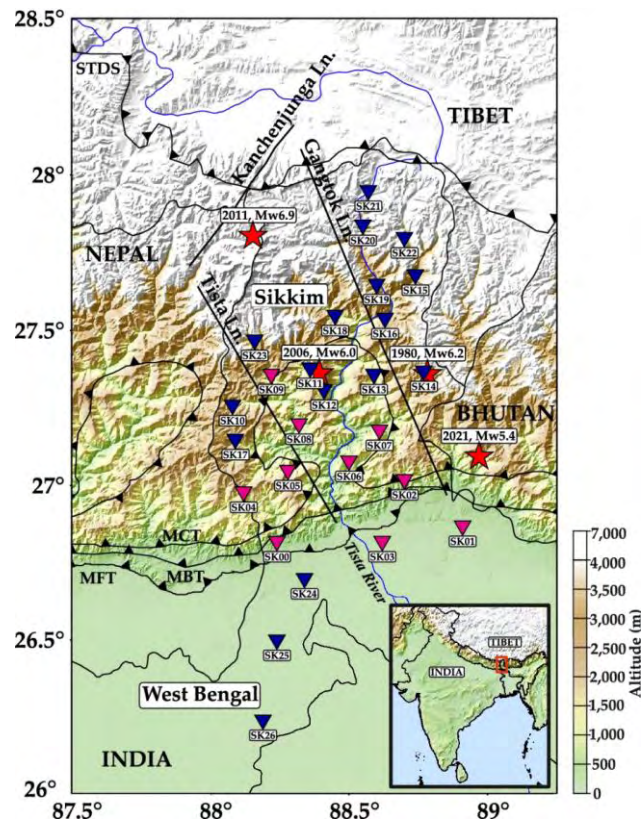 28.5°
28°
27.5°
27°
26.5°
26°
87.5°
88°
88.5°
89°
STDS
Kanchenjunga Ln.
TIBET
Gangtok Ln.
SK21
2011, Mw6.9
SK20
SK22
NEPAL
SK15
Tista Ln.
Sikkim
SK19
SK18
SK16
SK23
2006, Mw6.0
1980, Mw6.2
SK09
SK11
SK13
SK14
SK12
SK10
BHUTAN
SK08
SK07
2021, Mw5.4
SK17
SK06
SK05
SK02
SK04
MCT
SK01
SK00
SK03
MFT
MBT
Tista River
SK24
SK25
West Bengal
SK26
INDIA
TIBET
INDIA
7,000
4,000
3,500
3,000
2,500
2,000
1,500
1,000
500
0
Altitude (m)